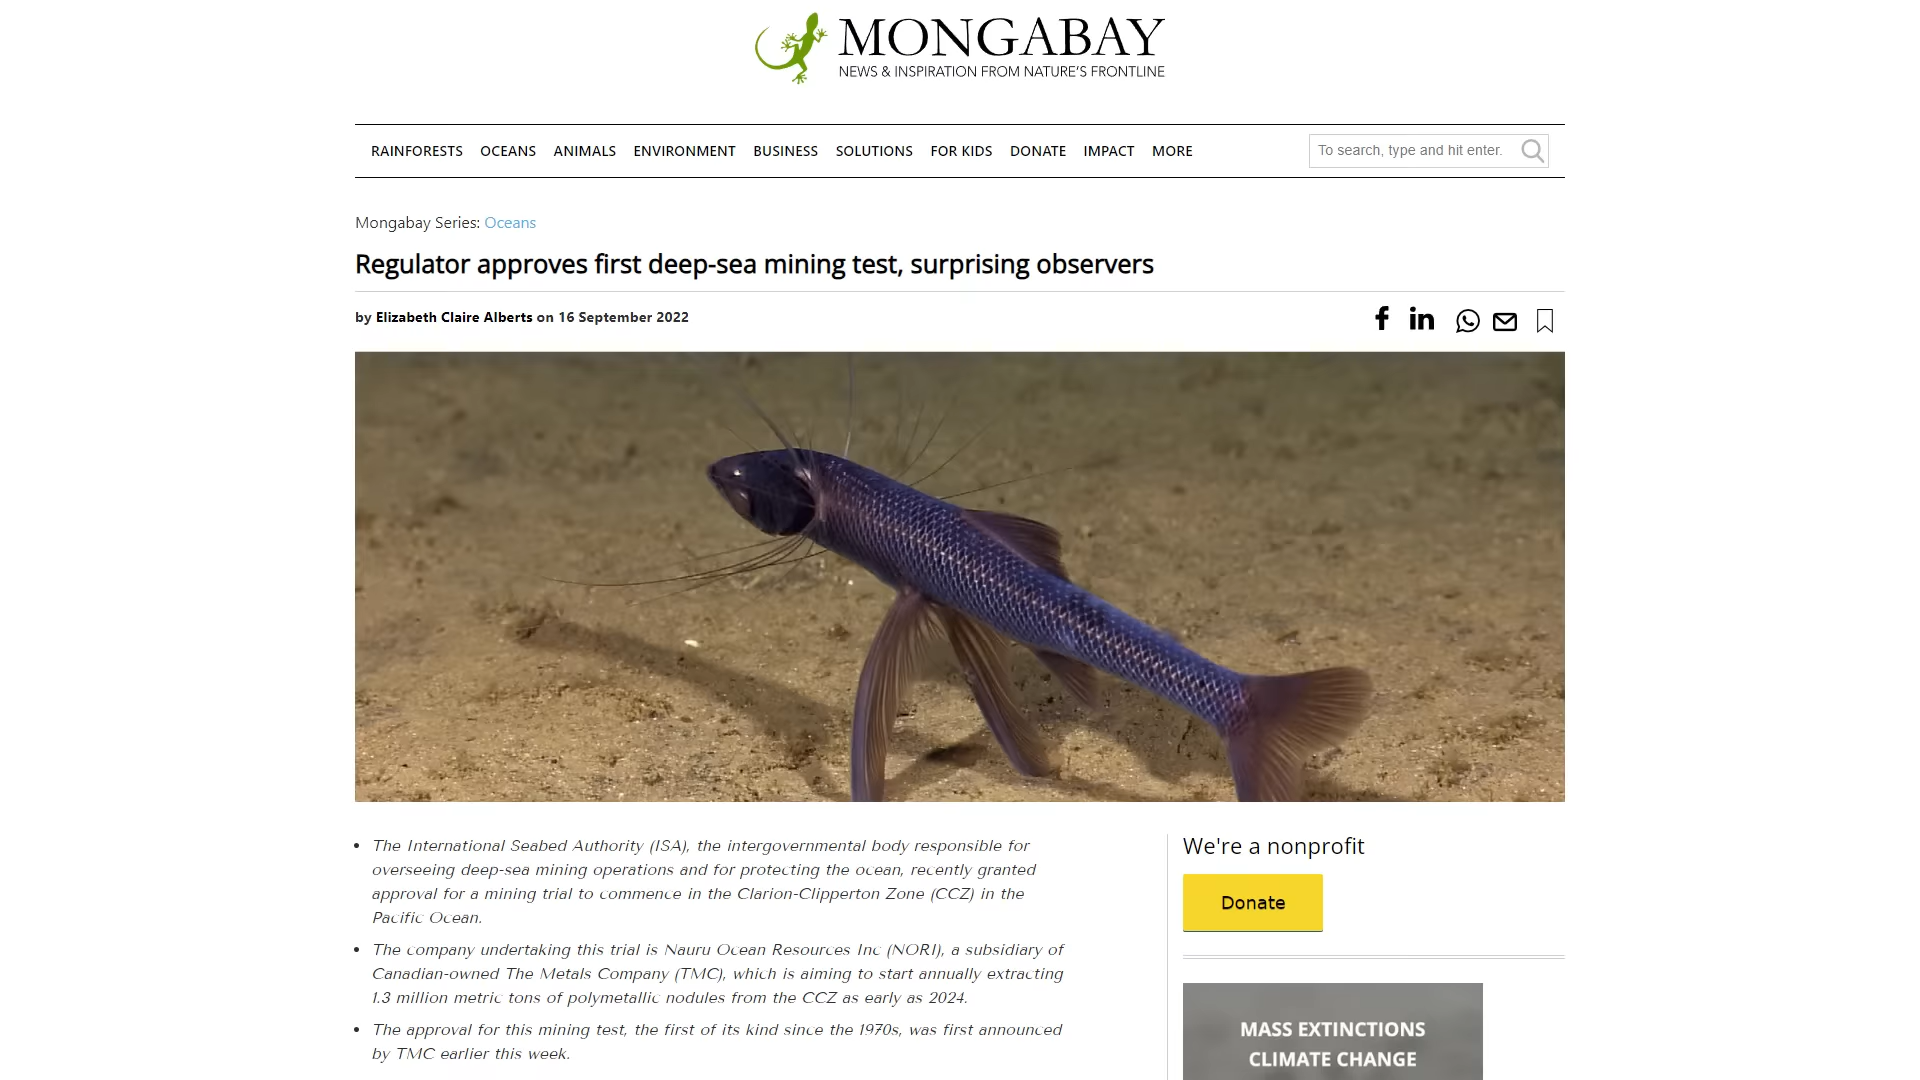 MONGABAY
NEWS & INSPIRATION FROM NATURE'S FRONTLINE
RAINFORESTS OCEANS ANIMALS ENVIRONMENT BUSINESS SOLUTIONS FOR KIDS DONATE IMPACT MORE
To search, type and hit enter.
Mongabay Series: Oceans
Regulator approves first deep-sea mining test, surprising observers
by Elizabeth Claire Alberts on 16 September 2022
The International Seabed Authority (ISA), the intergovernmental body responsible for
overseeing deep-sea mining operations and for protecting the ocean, recently granted
approval for a mining trial to commence in the Clarion-Clipperton Zone (CCZ) in the
Pacific Ocean.
The company undertaking this trial is Nauru Ocean Resources Inc (NORI), a subsidiary of
Canadian-owned The Metals Company (TMC), which is aiming to start annually extracting
1.3 million metric tons of polymetallic nodules from the CCZ as early as 2024.
The approval for this mining test, the first of its kind since the 1970s, was first announced
by TMC earlier this week.
We're a nonprofit
Donate
MASS EXTINCTIONS
CLIMATE CHANGE